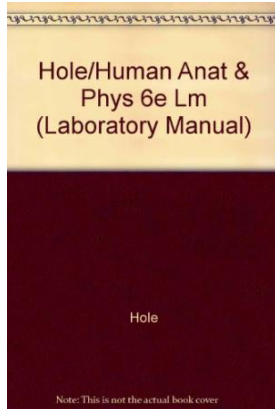 Hole/Human Anat &
Phys 6e Lm
(Laboratory Manual)
Hole
Note: This is not the actual book cover